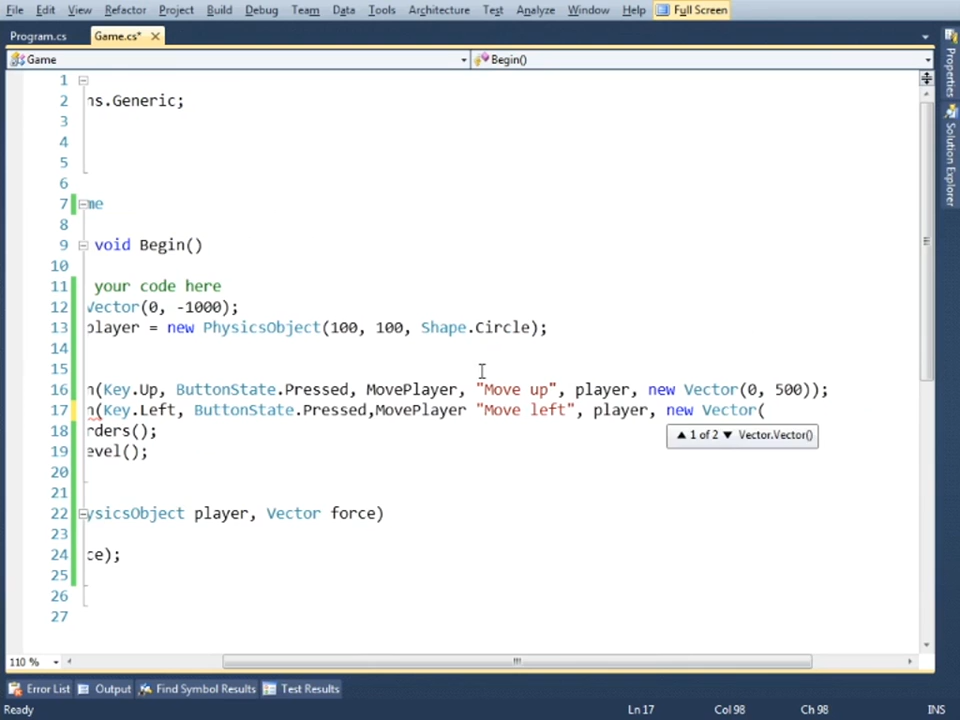 File Edit View Refactor Project Build Debug Team Data Tools Architecture Test Analyze Window Help Full Screen
Program.cs Game.cs*
Game Begin()
1
2 ns.Generic;
3
4
5
6
7 me
8
9 void Begin()
10
11 your code here
12 Vector(0, -1000);
13 player = new PhysicsObject(100, 100, Shape.Circle);
14
15
16 n(Key.Up, ButtonState.Pressed, MovePlayer, "Move up", player, new Vector(0, 500));
17 n(Key.Left, ButtonState.Pressed,MovePlayer "Move left", player, new Vector(
1 of 2 Vector.Vector()
18 rders();
19 evel();
20
21
22 ysicsObject player, Vector force)
23
24 ce);
25
26
27
110 %
Error List Output Find Symbol Results Test Results
Ready Ln 17 Col 98 Ch 98 INS
Properties
Solution Explorer